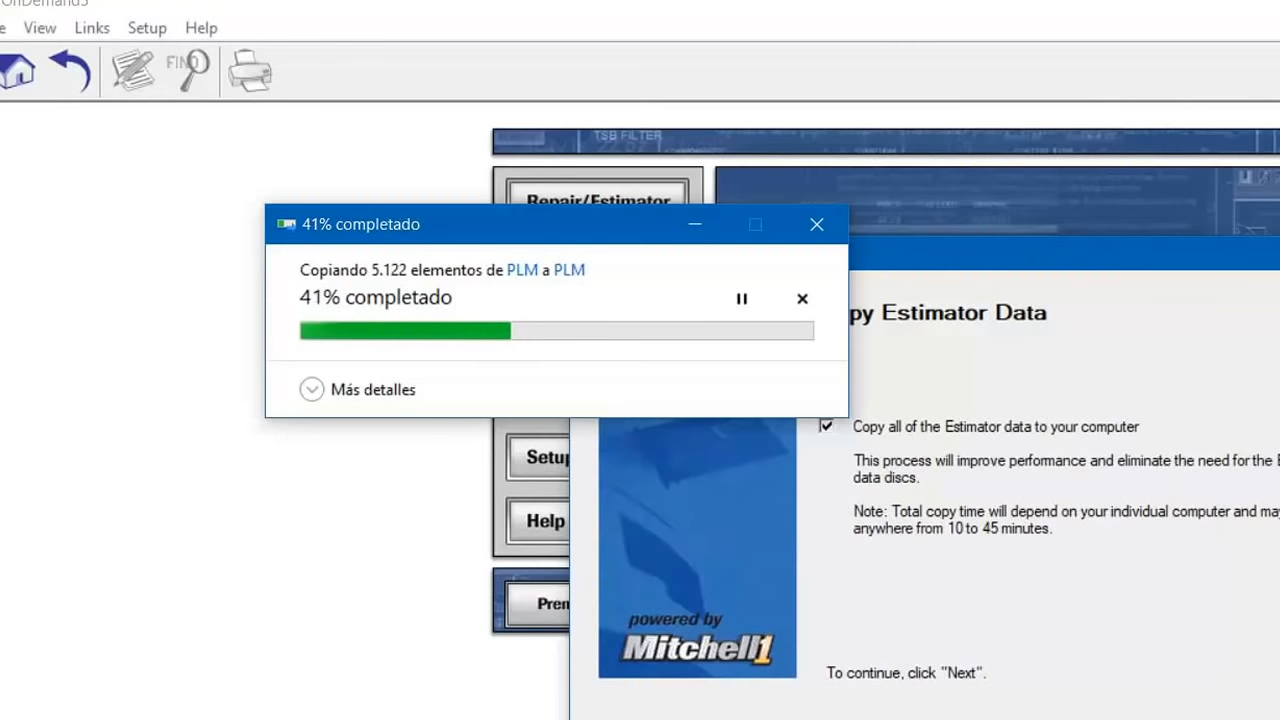 OnDemand5
View Links Setup Help
FIND
TSB FILTER
Repair/Estimator
41% completado
Copiando 5.122 elementos de PLM a PLM
41% completado
Más detalles
py Estimator Data
Copy all of the Estimator data to your computer
This process will improve performance and eliminate the need for the E
data discs.
Note: Total copy time will depend on your individual computer and may
anywhere from 10 to 45 minutes.
Setup
Help
Prem
powered by
Mitchell1
To continue, click "Next".